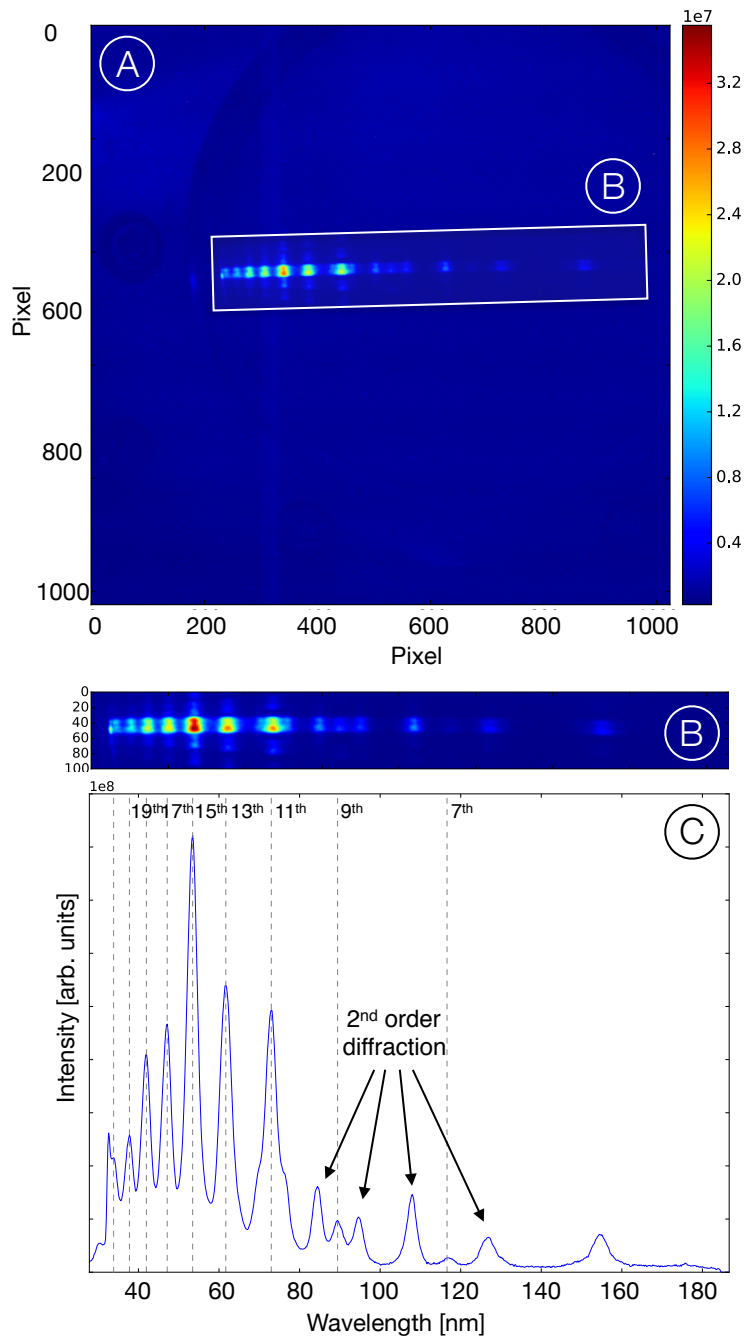 1e7
0
A
3.2
200
B
2.8
2.4
400
2.0
Pixel
600
1.6
1.2
800
0.8
0.4
1000
0 200 400 600 800 1000
Pixel
0
20
40
60
80
100
B
1e8
19th 17th 15th 13th 11th 9th 7th
C
2nd order
diffraction
Intensity [arb. units]
40 60 80 100 120 140 160 180
Wavelength [nm]